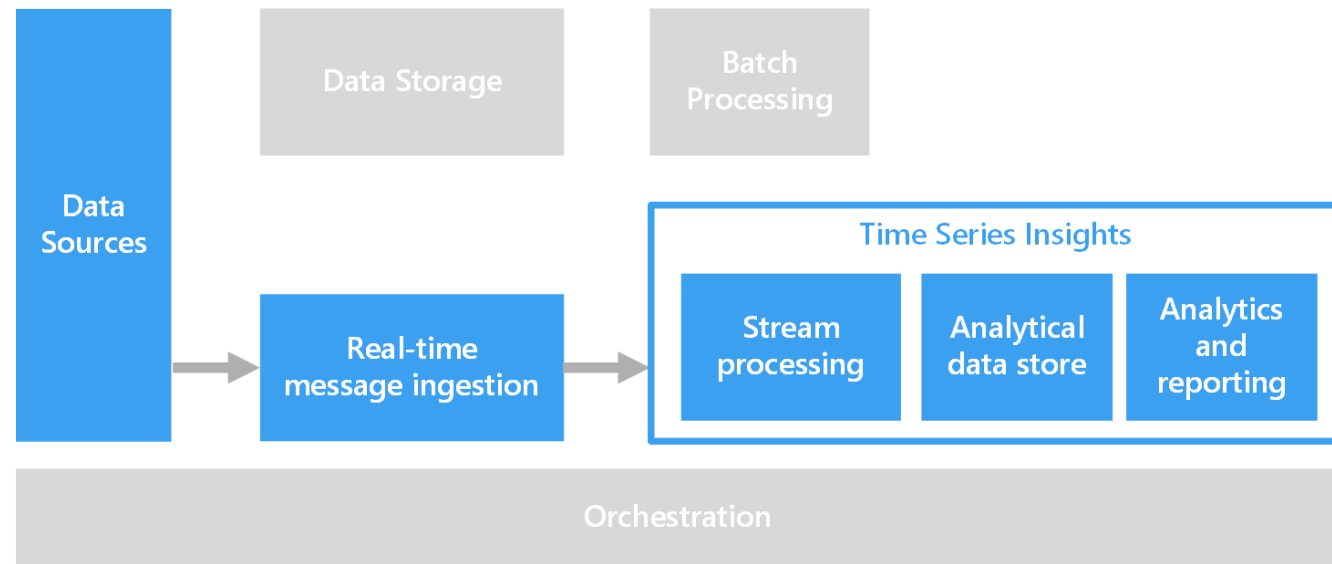 Data Storage
Batch
Processing
Data
Sources
Time Series Insights
Real-time
message ingestion
Stream
processing
Analytical
data store
Analytics
and
reporting
Orchestration